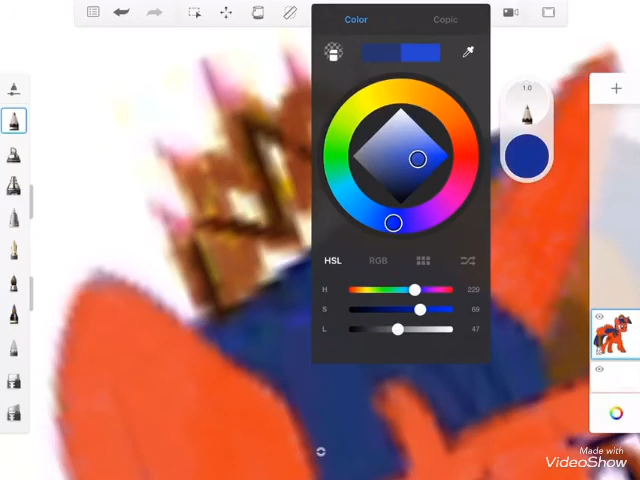 Color
Copic
1.0
HSL
RGB
H
229
S
69
L
47
Made with
VideoShow